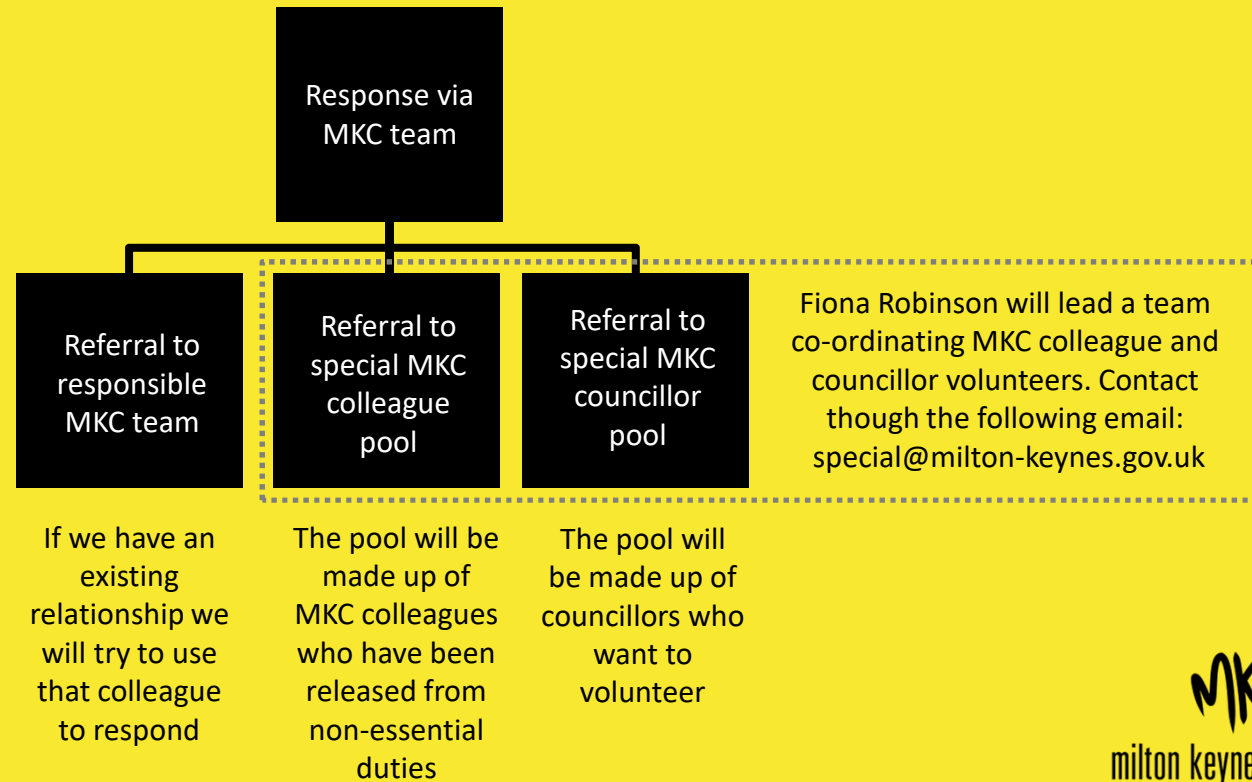 Response via
MKC team
Referral to
responsible
MKC team
Referral to
special MKC
colleague
pool
Referral to
special MKC
councillor
pool
Fiona Robinson will lead a team
co-ordinating MKC colleague and
councillor volunteers. Contact
though the following email:
special@milton-keynes.gov.uk
If we have an
existing
relationship we
will try to use
that colleague
to respond
The pool will be
made up of
MKC colleagues
who have been
released from
non-essential
duties
The pool will
be made up of
councillors who
want to
volunteer
MK
milton keyne